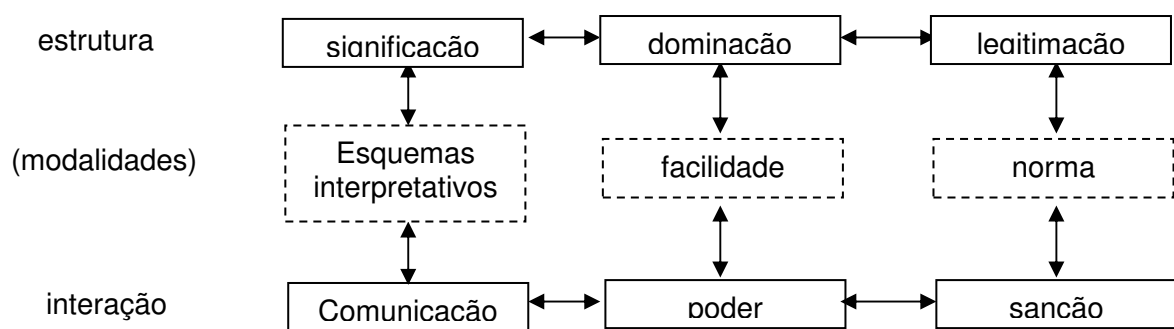 estrutura significação dominação legitimação
(modalidades) Esquemas interpretativos facilidade norma
interação Comunicação poder sanção